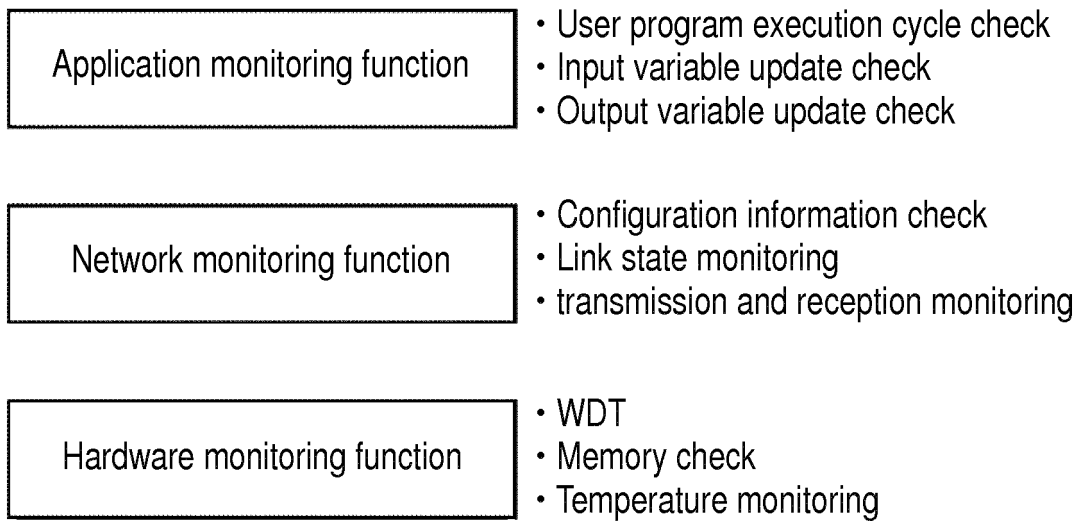 Application monitoring function
・User program execution cycle check
・Input variable update check
・Output variable update check
Network monitoring function
・Configuration information check
・Link state monitoring
・transmission and reception monitoring
Hardware monitoring function
・WDT
・Memory check
・Temperature monitoring